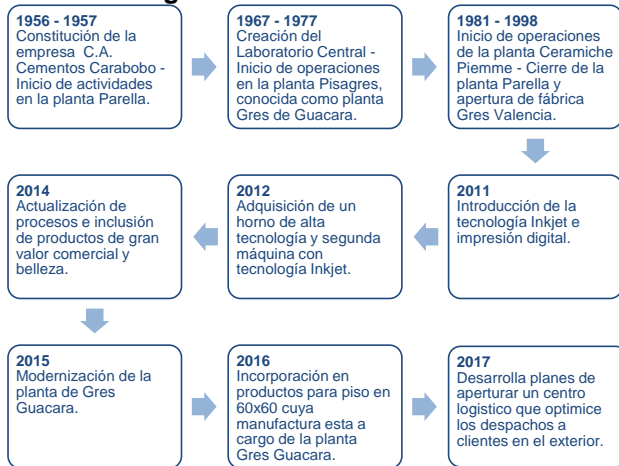 1956 - 1957
Constitución de la
empresa C.A.
Cementos Carabobo -
Inicio de actividades
en la planta Parella.
1967 - 1977
Creación del
Laboratorio Central -
Inicio de operaciones
en la planta Pisagres,
conocida como planta
Gres de Guacara.
1981 - 1998
Inicio de operaciones
de la planta Ceramiche
Piemme - Cierre de la
planta Parella y
apertura de fábrica
Gres Valencia.
2011
Introducción de la
tecnología Inkjet e
impresión digital.
2012
Adquisición de un
horno de alta
tecnología y segunda
máquina con
tecnología Inkjet.
2014
Actualización de
procesos e inclusión
de productos de gran
valor comercial y
belleza.
2015
Modernización de la
planta de Gres
Guacara.
2016
Incorporación en
productos para piso en
60x60 cuya
manufactura esta a
cargo de la planta
Gres Guacara.
2017
Desarrolla planes de
aperturar un centro
logistico que optimice
los despachos a
clientes en el exterior.